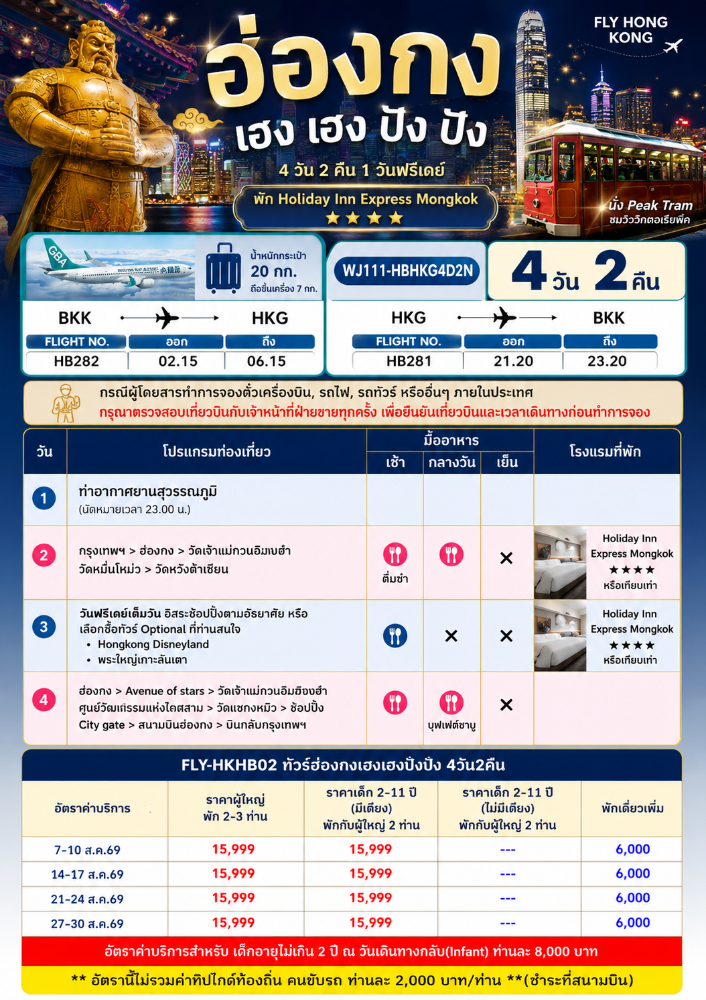 FLY HONG
KONG
ฮ่องกง
เฮง เฮง ปัง ปัง
4 วัน 2 คืน 1 วันฟรีเดย์
พัก Holiday Inn Express Mongkok
นั่ง Peak Tram
ชมวิววิกตอเรียพีค
GBA
น้ำหนักกระเป๋า
20 กก.
ถือขึ้นเครื่อง 7 กก.
WJ111-HBHKG4D2N
4 วัน 2 คืน
BKK HKG
FLIGHT NO. ออก ถึง
HB282 02.15 06.15
HKG BKK
FLIGHT NO. ออก ถึง
HB281 21.20 23.20
กรณีผู้โดยสารทำการจองตั๋วเครื่องบิน, รถไฟ, รถทัวร์ หรืออื่นๆ ภายในประเทศ
กรุณาตรวจสอบเที่ยวบินกับเจ้าหน้าที่ฝ่ายขายทุกครั้ง เพื่อยืนยันเที่ยวบินและเวลาเดินทางก่อนทำการจอง
วัน โปรแกรมท่องเที่ยว มื้ออาหาร โรงแรมที่พัก
เช้า กลางวัน เย็น
1 ท่าอากาศยานสุวรรณภูมิ
(นัดหมายเวลา 23.00 น.)
2 กรุงเทพฯ > ฮ่องกง > วัดเจ้าแม่กวนอิม
วัดหมื่นโหม่ว > วัดหวังต้าเซียน
ติ่มซำ
Holiday Inn
Express Mongkok
หรือเทียบเท่า
3 วันฟรีเดย์เต็มวัน อิสระช้อปปิ้งตามอัธยาศัย หรือ
เลือกซื้อทัวร์ Optional ที่ท่านสนใจ
• Hongkong Disneyland
• พระใหญ่เกาะลันเตา
Holiday Inn
Express Mongkok
หรือเทียบเท่า
4 ฮ่องกง > Avenue of stars > วัดเจ้าแม่กวนอิม
> วัดแชกงหมิว > ช้อปปิ้ง
City gate > สนามบินฮ่องกง > บินกลับกรุงเทพฯ
บุฟเฟต์ชาบู
FLY-HKHB02 ทัวร์ฮ่องกงเฮงเฮงปังปัง 4วัน2คืน
อัตราค่าบริการ
ราคาผู้ใหญ่
พัก 2-3 ท่าน
ราคาเด็ก 2-11 ปี
(มีเตียง)
พักกับผู้ใหญ่ 2 ท่าน
ราคาเด็ก 2-11 ปี
(ไม่มีเตียง)
พักกับผู้ใหญ่ 2 ท่าน
พักเดี่ยวเพิ่ม
7-10 ส.ค.69 15,999 15,999 --- 6,000
14-17 ส.ค.69 15,999 15,999 --- 6,000
21-24 ส.ค.69 15,999 15,999 --- 6,000
27-30 ส.ค.69 15,999 15,999 --- 6,000
อัตราค่าบริการสำหรับ เด็กอายุไม่เกิน 2 ปี ณ วันเดินทางกลับ(Infant) ท่านละ 8,000 บาท
** อัตรานี้ไม่รวมค่าทิปไกด์ท้องถิ่น คนขับรถ ท่านละ 2,000 บาท/ท่าน **(ชำระที่สนามบิน)